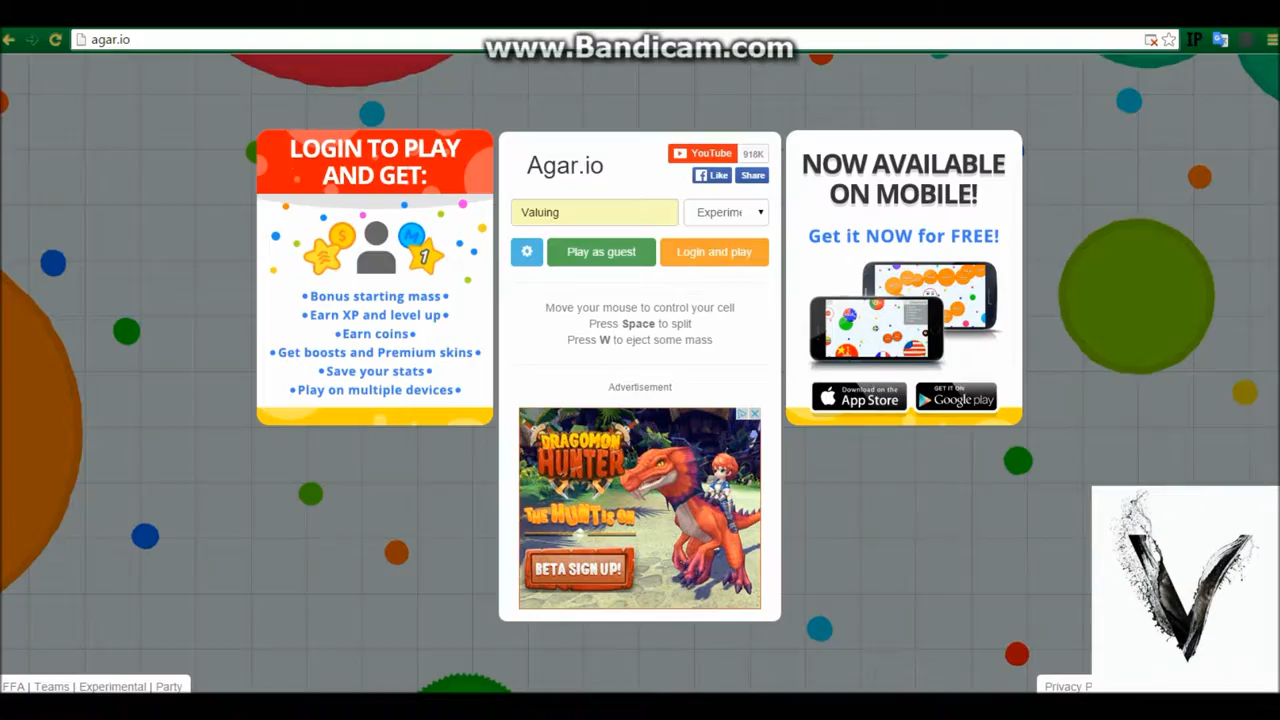 agar.io
www.Bandicam.com
IP
LOGIN TO PLAY
AND GET:
•Bonus starting mass•
•Earn XP and level up•
•Earn coins•
•Get boosts and Premium skins•
•Save your stats•
•Play on multiple devices•
Agar.io
YouTube 916K
Like Share
Valuing Experime
Play as guest Login and play
Move your mouse to control your cell
Press Space to split
Press W to eject some mass
Advertisement
DRAGOMON
HUNTER
THE HUNT IS ON
BETA SIGN UP!
NOW AVAILABLE
ON MOBILE!
Get it NOW for FREE!
Download on the
App Store
GET IT ON
Google play
V
FFA | Teams | Experimental | Party
Privacy P